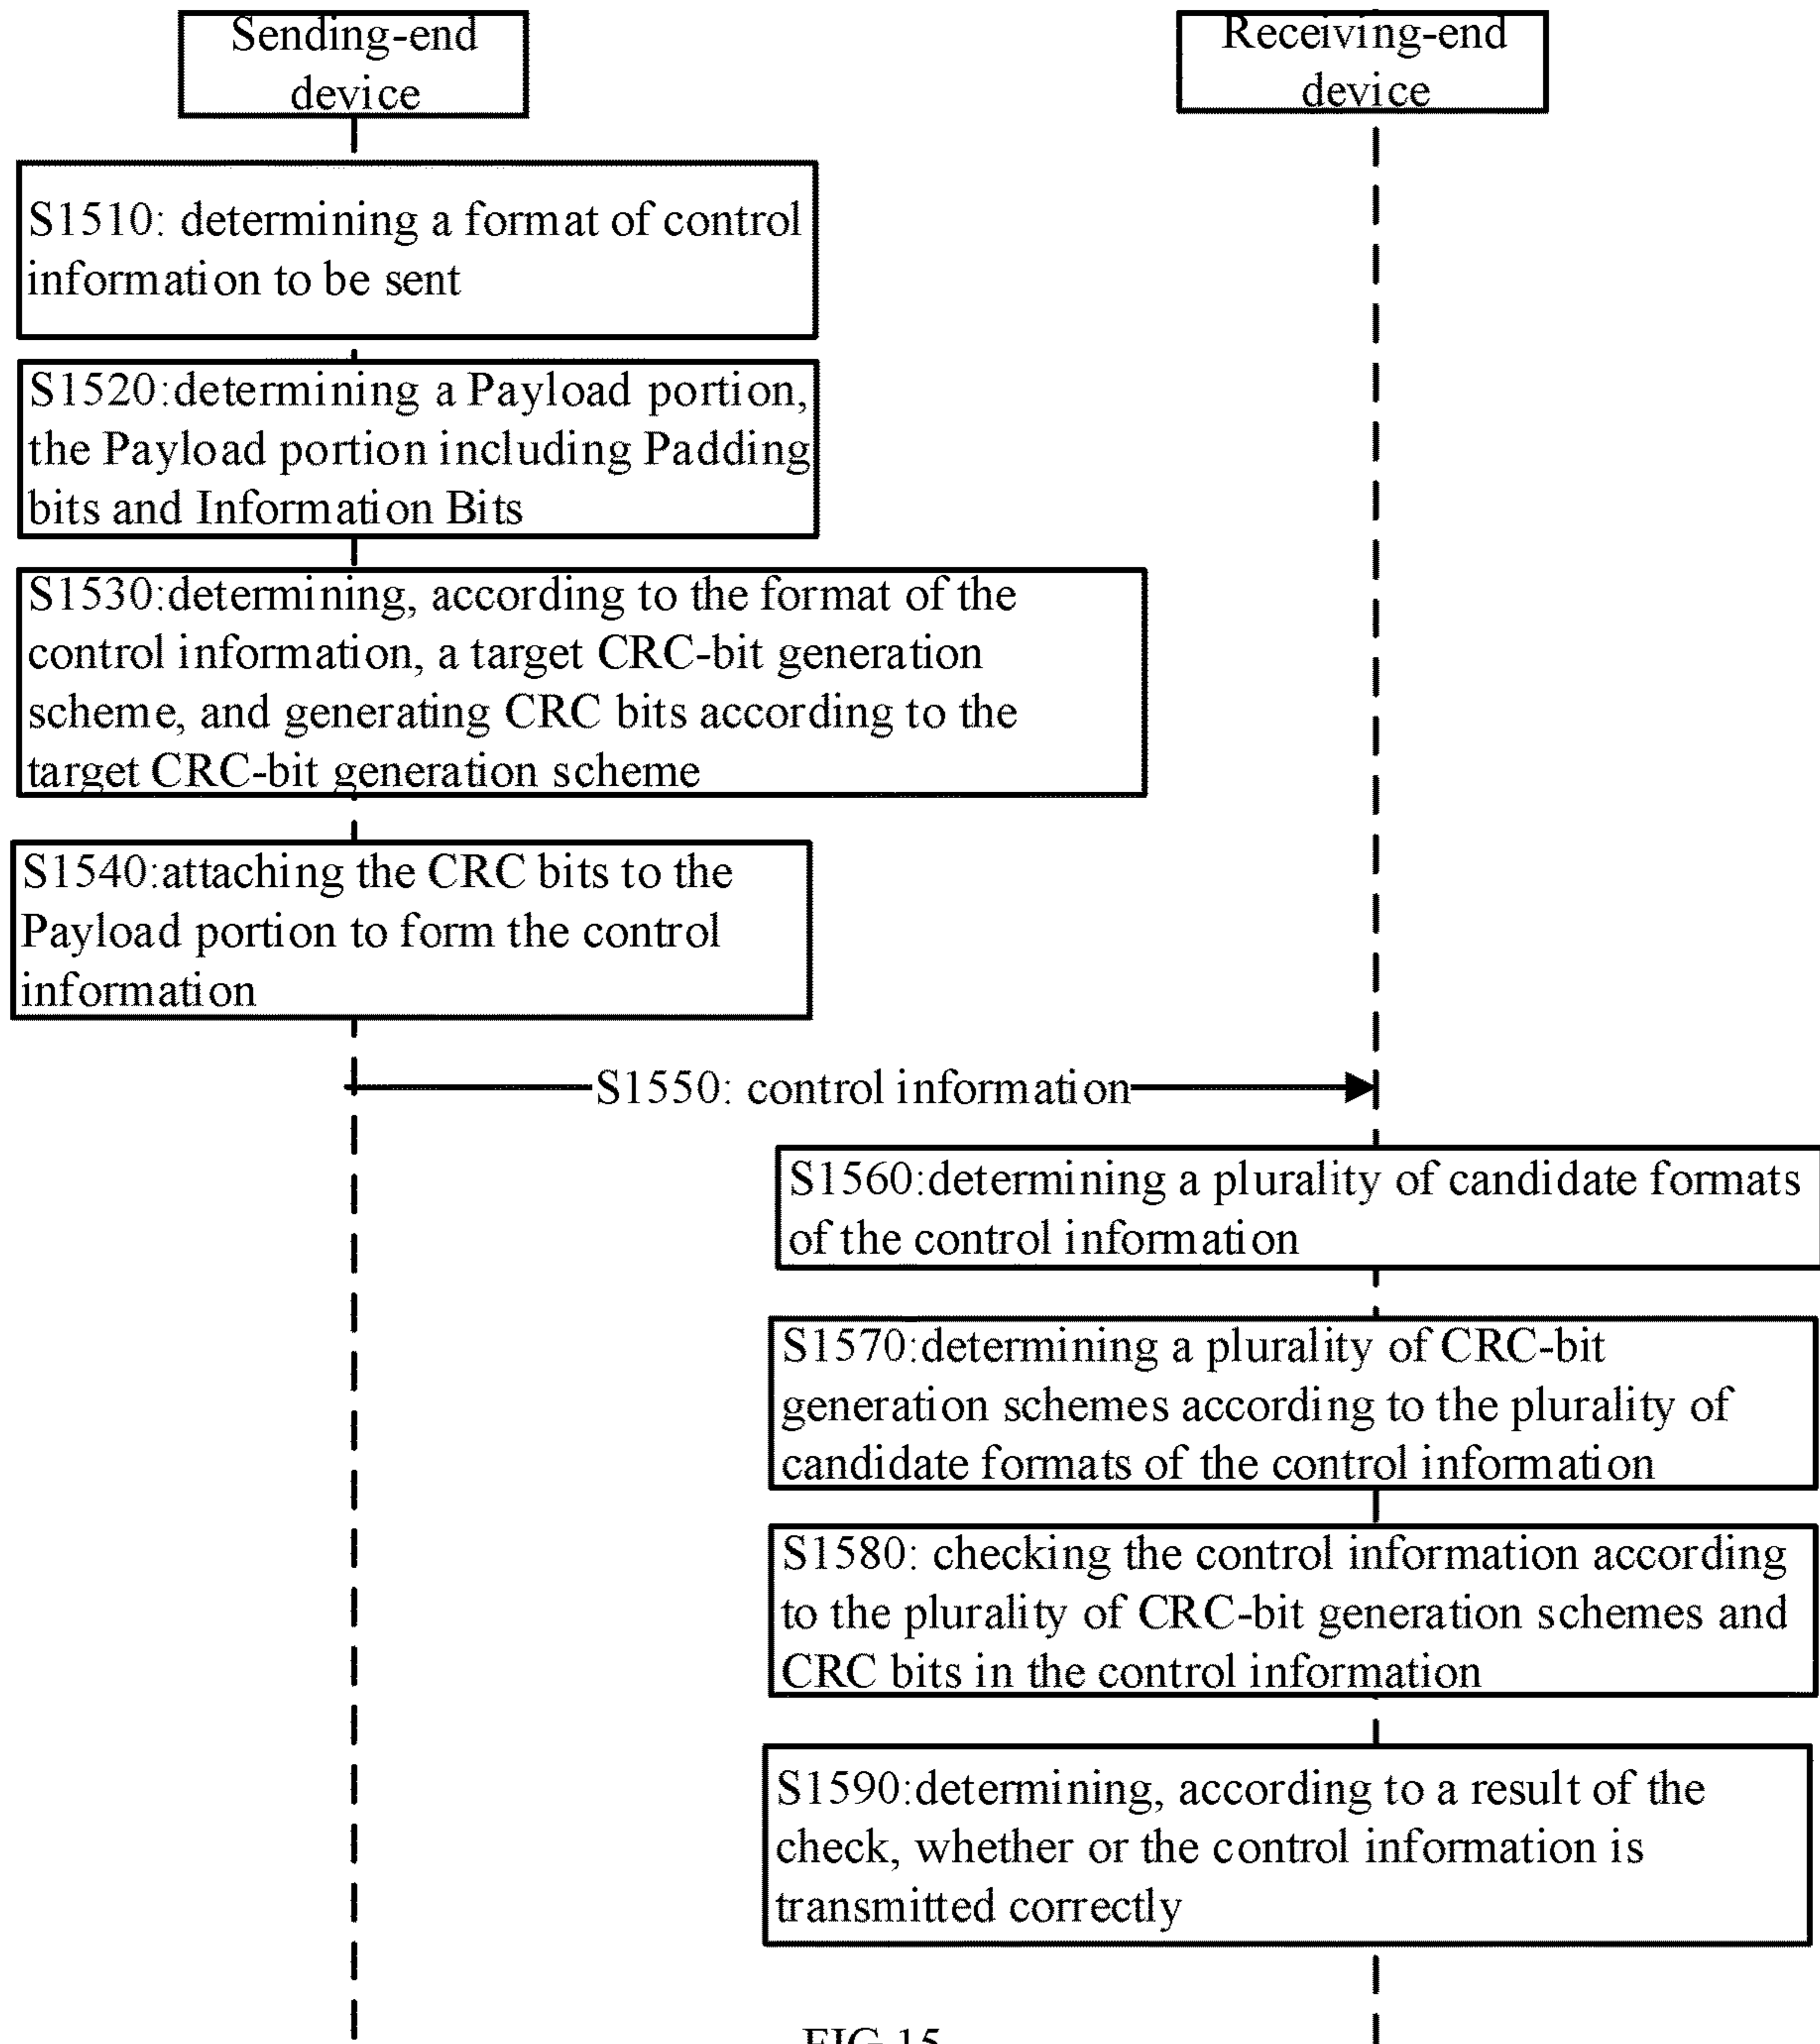 Sending-end
device
Receiving-end
device
S1510: determining a format of control
information to be sent
S1520:determining a Payload portion,
the Payload portion including Padding
bits and Information Bits
S1530:determining, according to the format of the
control information, a target CRC-bit generation
scheme, and generating CRC bits according to the
target CRC-bit generation scheme
S1540:attaching the CRC bits to the
Payload portion to form the control
information
S1550: control information
S1560:determining a plurality of candidate formats
of the control information
S1570:determining a plurality of CRC-bit
generation schemes according to the plurality of
candidate formats of the control information
S1580: checking the control information according
to the plurality of CRC-bit generation schemes and
CRC bits in the control information
S1590:determining, according to a result of the
check, whether or the control information is
transmitted correctly
FIG.15